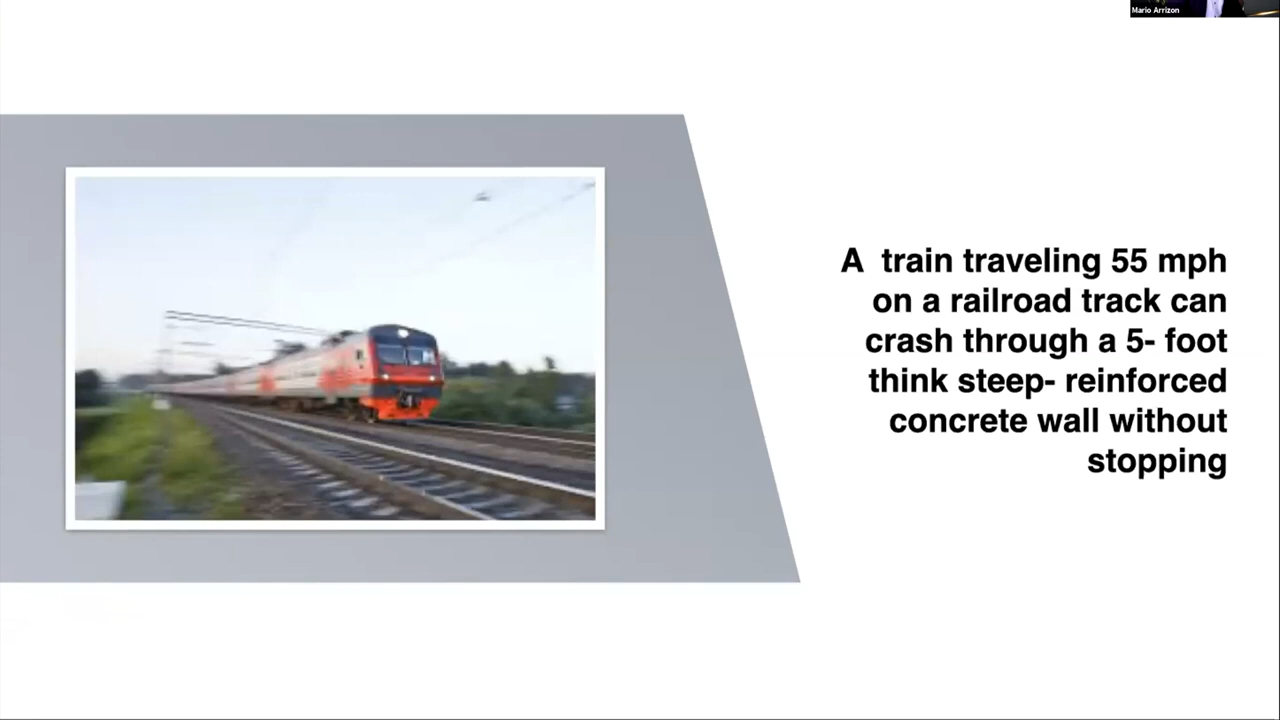 Mario Arrizon
A train traveling 55 mph
on a railroad track can
crash through a 5- foot
think steep- reinforced
concrete wall without
stopping